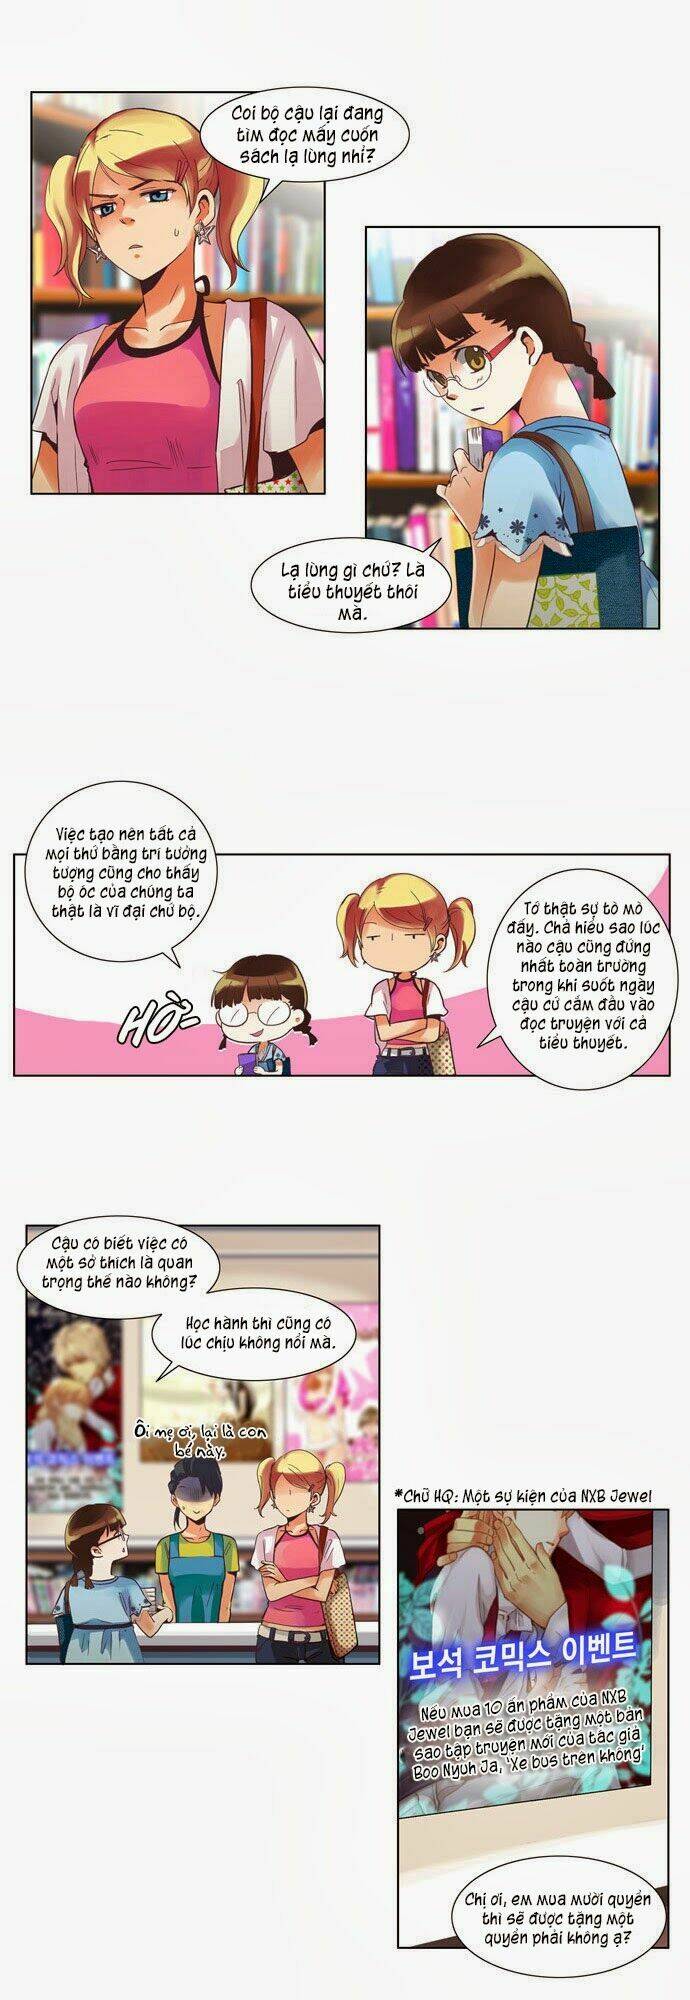 Coi bộ cậu lại đang
tìm đọc mấy cuốn
sách lạ lùng nhỉ?
Lạ lùng gì chứ? Là
tiểu thuyết thôi
mà.
Việc tạo nên tất cả
mọi thứ bằng trí tưởng
tượng cũng cho thấy
bộ óc của chúng ta
thật là vĩ đại chứ bộ.
HỜ-
Tớ thật sự tò mò
đấy. Chả hiểu sao lúc
nào cậu cũng đứng
nhất toàn trường
trong khi suốt ngày
cậu cứ cắm đầu vào
đọc truyện với cả
tiểu thuyết.
Cậu có biết việc có
một sở thích là quan
trọng thế nào không?
Học hành thì cũng có
lúc chịu không nổi mà.
Ôi mẹ ơi, lại là con
bé này.
*Chữ HQ: Một sự kiện của NXB Jewel
보석 코믹스 이벤트
Nếu mua 10 ấn phẩm của NXB
Jewel bạn sẽ được tặng một bản
sao tập truyện mới của tác giả
Boo Nyuh Ja, 'Xe bus trên không'
Chị ơi, em mua mười quyển
thì sẽ được tặng một
quyển phải không ạ?